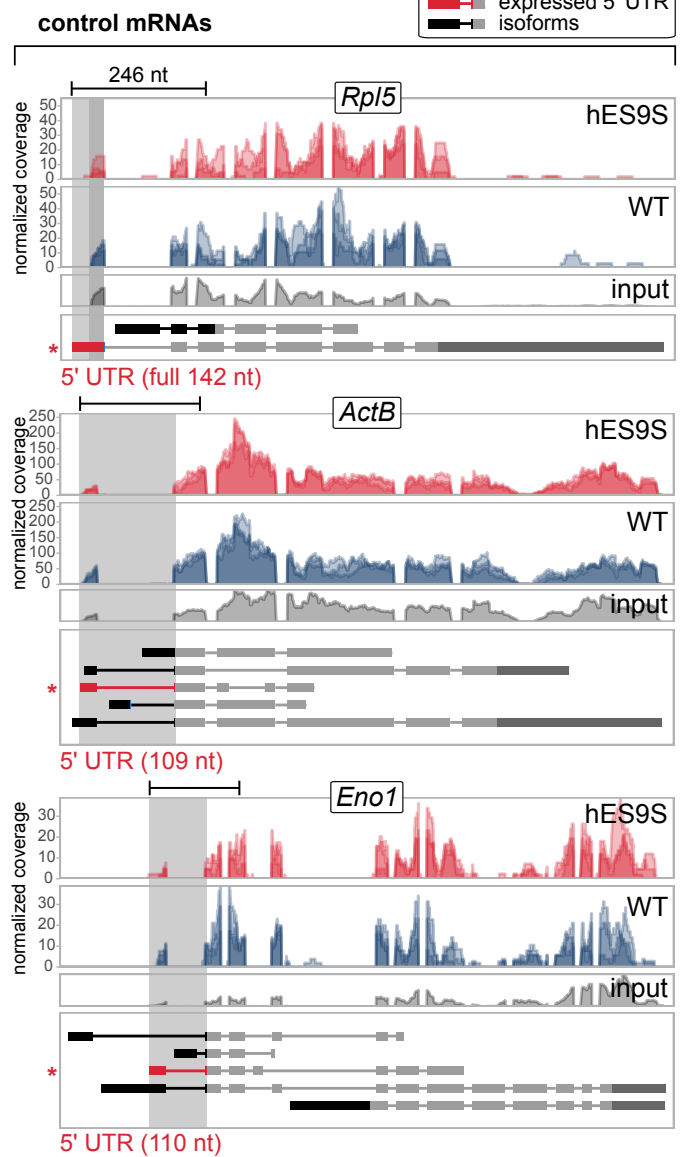 expressed 5' UTR
control mRNAs
isoforms
246 nt
Rpl5
hES9S
50
40
30
20
10
0
normalized coverage
WT
50
40
30
20
10
0
input
*
5' UTR (full 142 nt)
ActB
hES9S
250
200
150
100
50
0
normalized coverage
WT
250
200
150
100
50
0
input
*
5' UTR (109 nt)
Eno1
hES9S
30
20
10
0
normalized coverage
WT
30
20
10
0
input
*
5' UTR (110 nt)